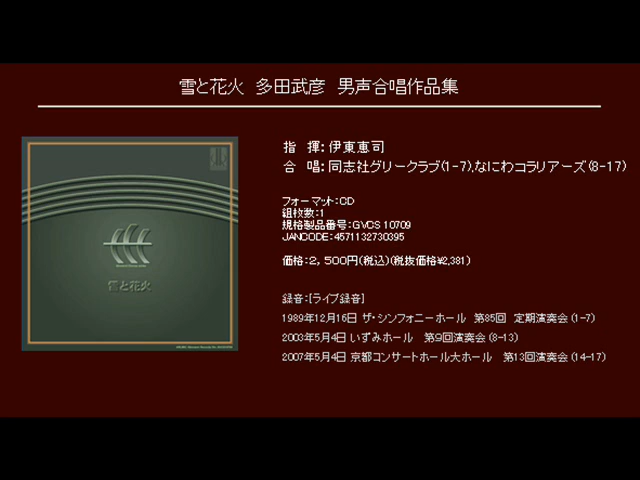 雪と花火　多田武彦　男声合唱作品集
指　揮：伊東恵司
合　唱：同志社グリークラブ(1-7),なにわコラリアーズ(8-17)
雪と花火
フォーマット：CD
組枚数：1
規格製品番号：GVCS 10709
JANCODE：4571132730395
価格：２，５００円（税込）（税抜価格¥2,381）
録音：［ライブ録音］
1989年12月16日 ザ・シンフォニーホール　第85回　定期演奏会（1-7）
2003年5月4日 いずみホール　第９回演奏会（8-13）
2007年5月4日 京都コンサートホール大ホール　第13回演奏会（14-17）